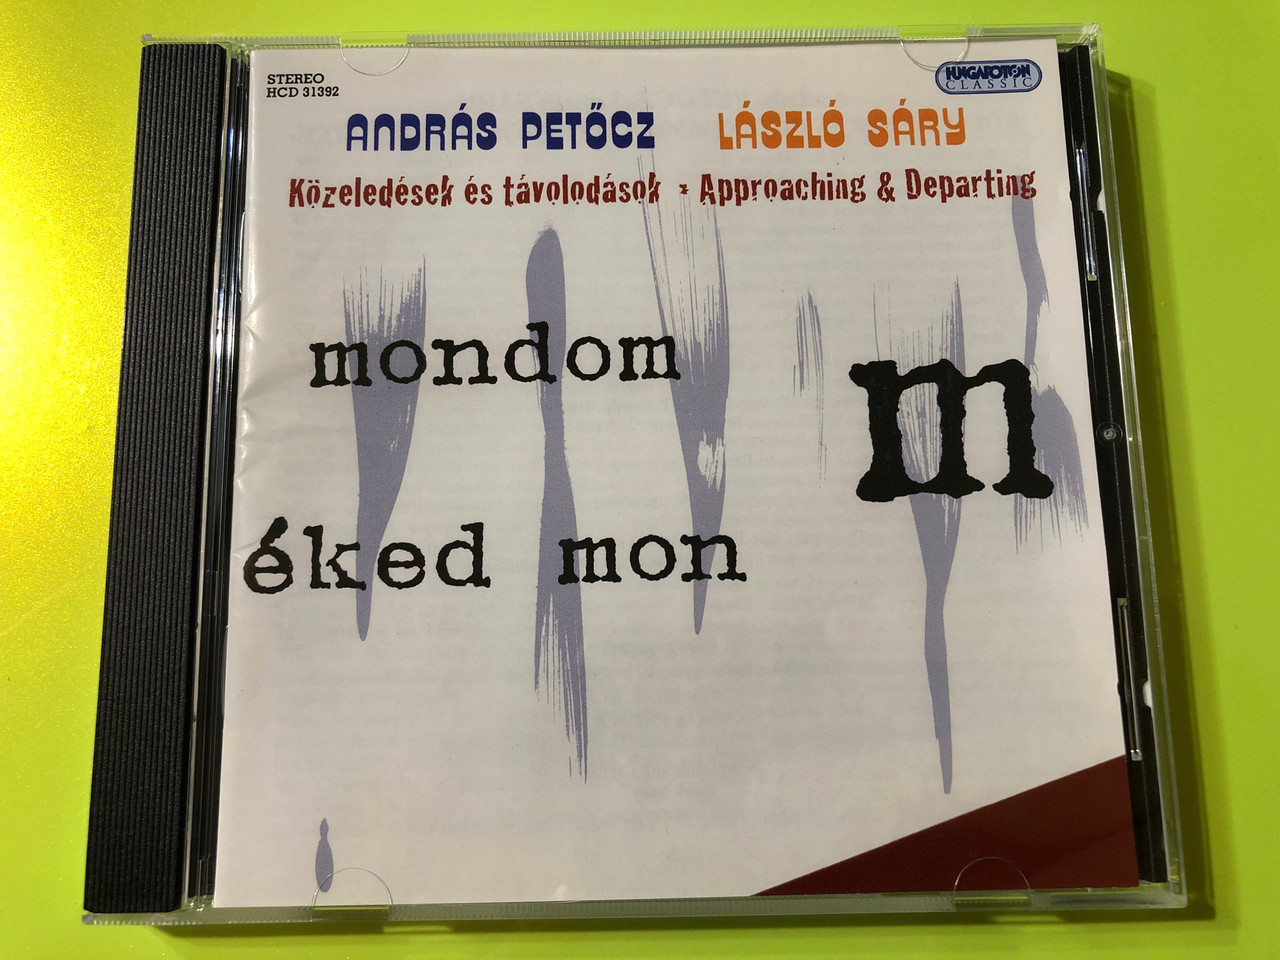 STEREO
HCD 31392
HUNGAROTON
CLASSIC
ANDRÁS PETŐCZ LÁSZLÓ SÁRY
Közeledések és távolodások * Approaching & Departing
mondom m
éked mon